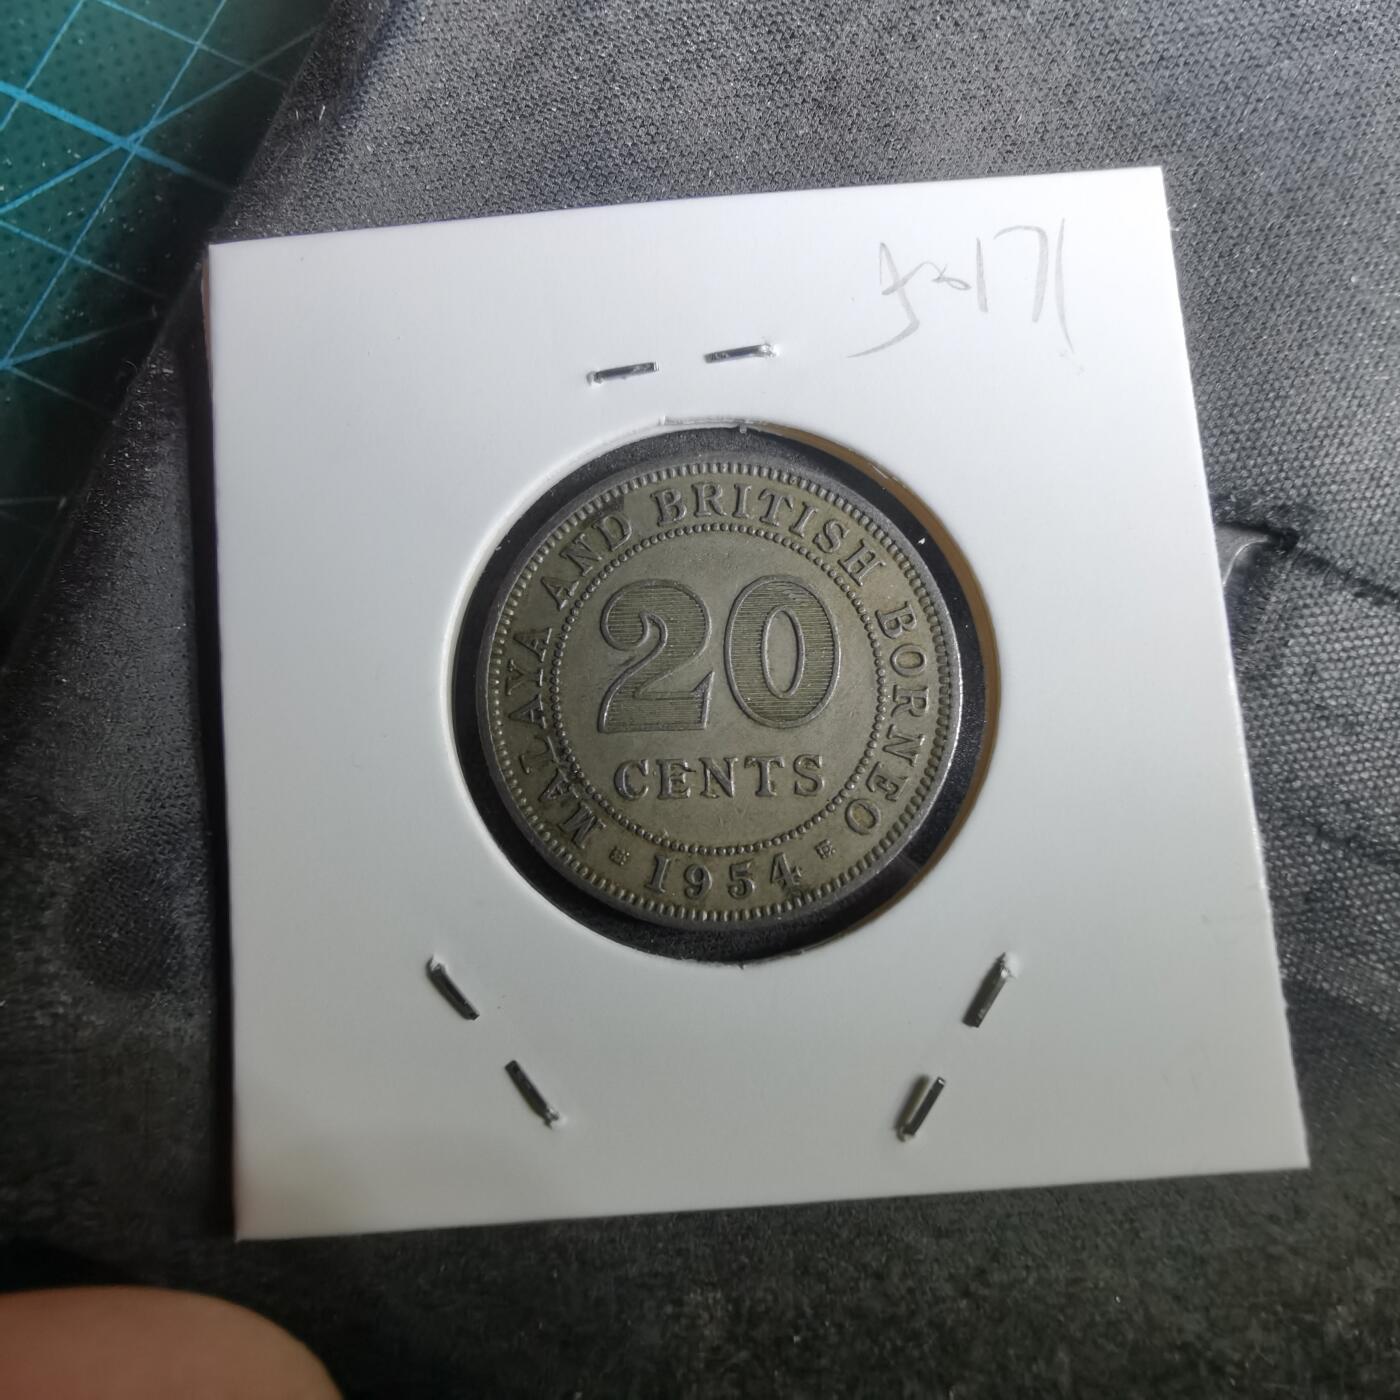 MALAYA AND BRITISH BORNEO
20
CENTS
1954